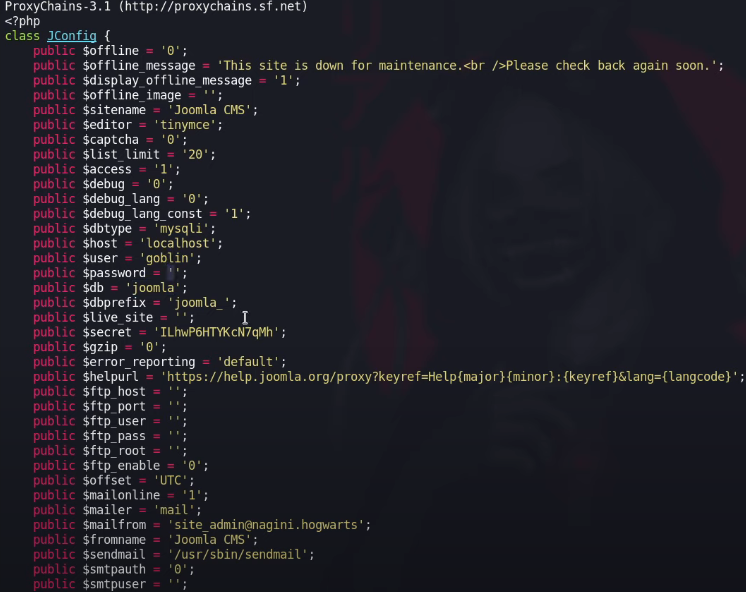 ProxyChains-3.1 (http://proxychains.sf.net)
<?php
class JConfig {
public $offline = '0';
public $offline_message = 'This site is down for maintenance.<br />Please check back again soon.';
public $display_offline_message = '1';
public $offline_image = '';
public $sitename = 'Joomla CMS';
public $editor = 'tinymce';
public $captcha = '0';
public $list_limit = '20';
public $access = '1';
public $debug = '0';
public $debug_lang = '0';
public $debug_lang_const = '1';
public $dbtype = 'mysqli';
public $host = 'localhost';
public $user = 'goblin';
public $password = '';
public $db = 'joomla';
public $dbprefix = 'joomla_';
public $live_site = '';
public $secret = 'ILhwP6HTYKcN7qMh';
public $gzip = '0';
public $error_reporting = 'default';
public $helpurl = 'https://help.joomla.org/proxy?keyref=Help{major}{minor}:{keyref}&lang={langcode}';
public $ftp_host = '';
public $ftp_port = '';
public $ftp_user = '';
public $ftp_pass = '';
public $ftp_root = '';
public $ftp_enable = '0';
public $offset = 'UTC';
public $mailonline = '1';
public $mailer = 'mail';
public $mailfrom = 'site_admin@nagini.hogwarts';
public $fromname = 'Joomla CMS';
public $sendmail = '/usr/sbin/sendmail';
public $smtpauth = '0';
public $smtpuser = '';